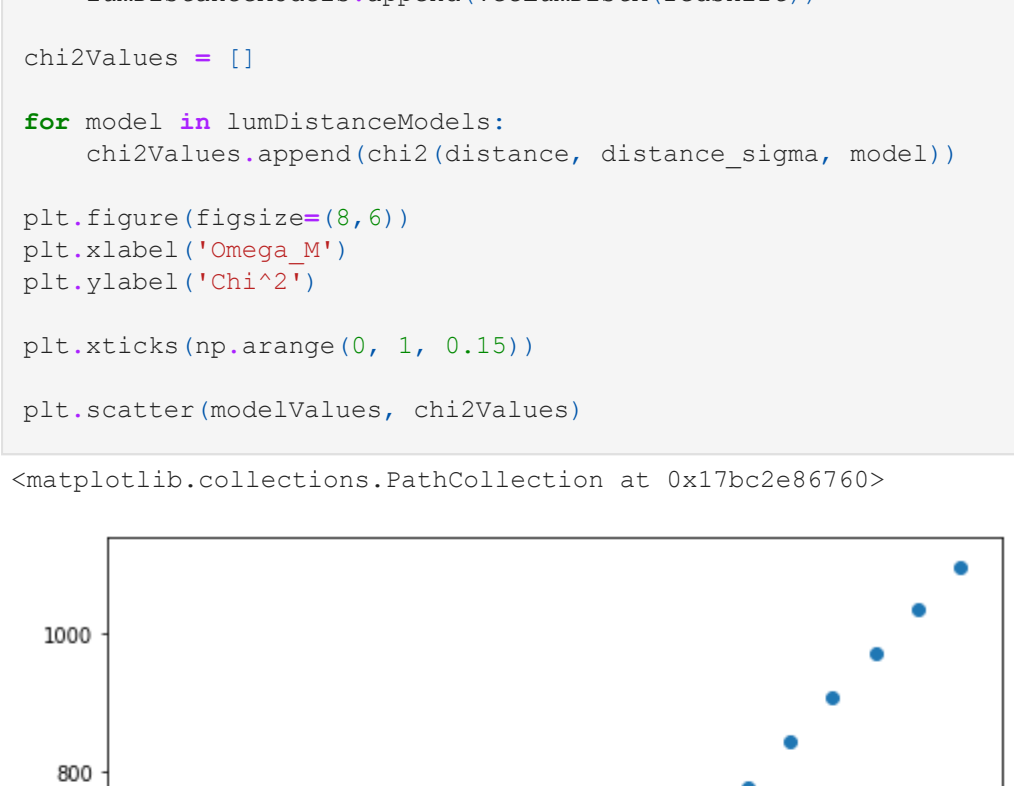 chi2Values = []
for model in lumDistanceModels:
    chi2Values.append(chi2(distance, distance_sigma, model))
plt.figure(figsize=(8,6))
plt.xlabel('Omega_M')
plt.ylabel('Chi^2')
plt.xticks(np.arange(0, 1, 0.15))
plt.scatter(modelValues, chi2Values)
<matplotlib.collections.PathCollection at 0x17bc2e86760>
1000
800